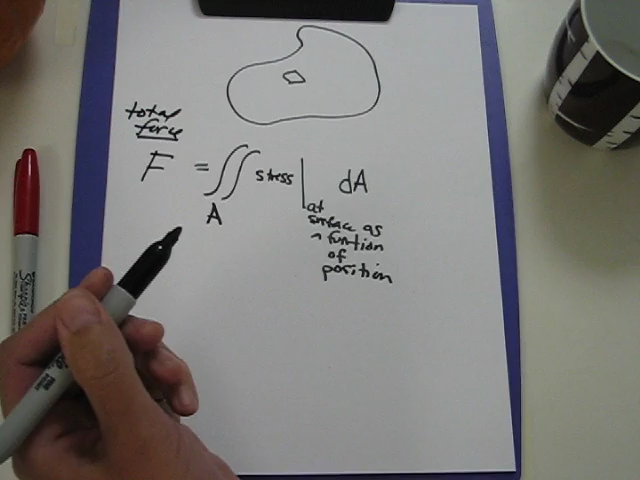 total
force
F = ∬ stress | dA
A
at
surface as
a function
of
position